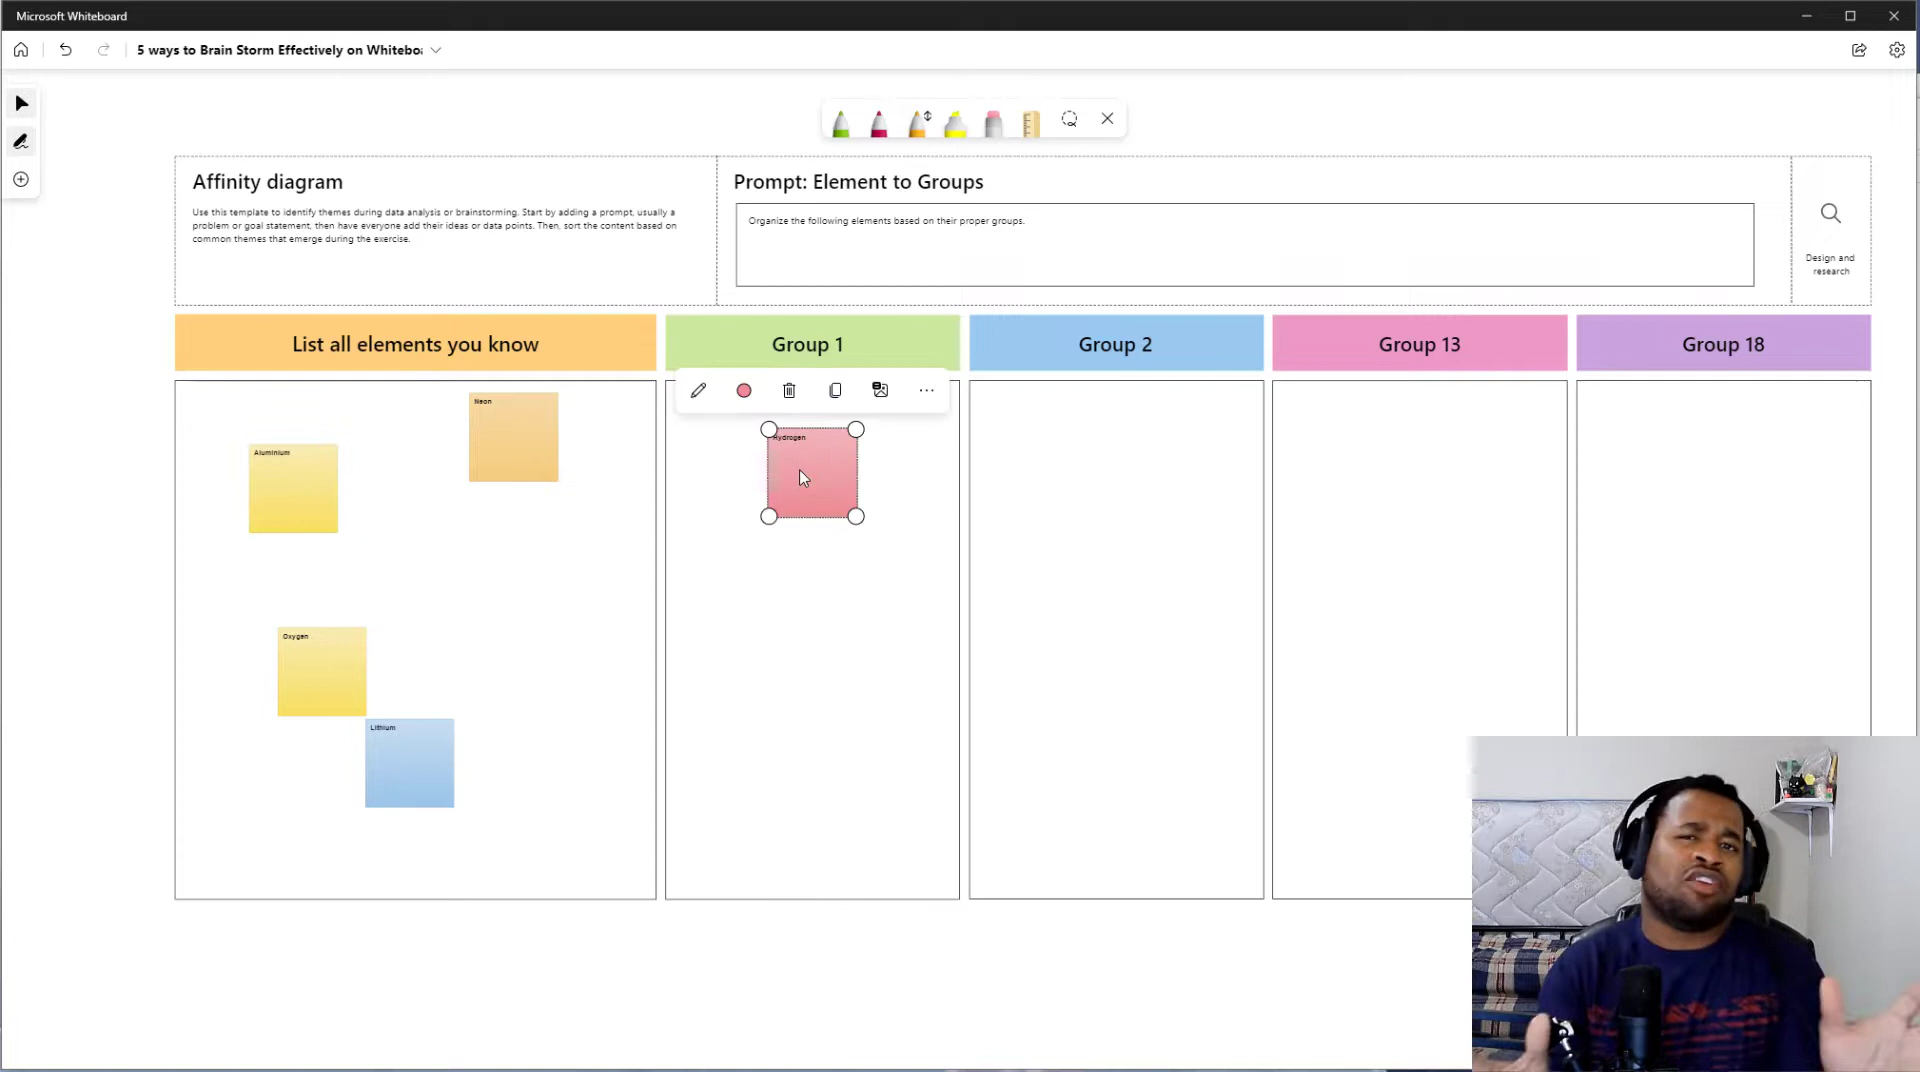 Microsoft Whiteboard
5 ways to Brain Storm Effectively on Whitebo
Affinity diagram
Use this template to identify themes during data analysis or brainstorming. Start by adding a prompt, usually a
problem or goal statement, then have everyone add their ideas or data points. Then, sort the content based on
common themes that emerge during the exercise.
Prompt: Element to Groups
Organize the following elements based on their proper groups.
Design and
research
List all elements you know
Group 1
Group 2
Group 13
Group 18
Neon
Aluminium
Hydrogen
Oxygen
Lithium